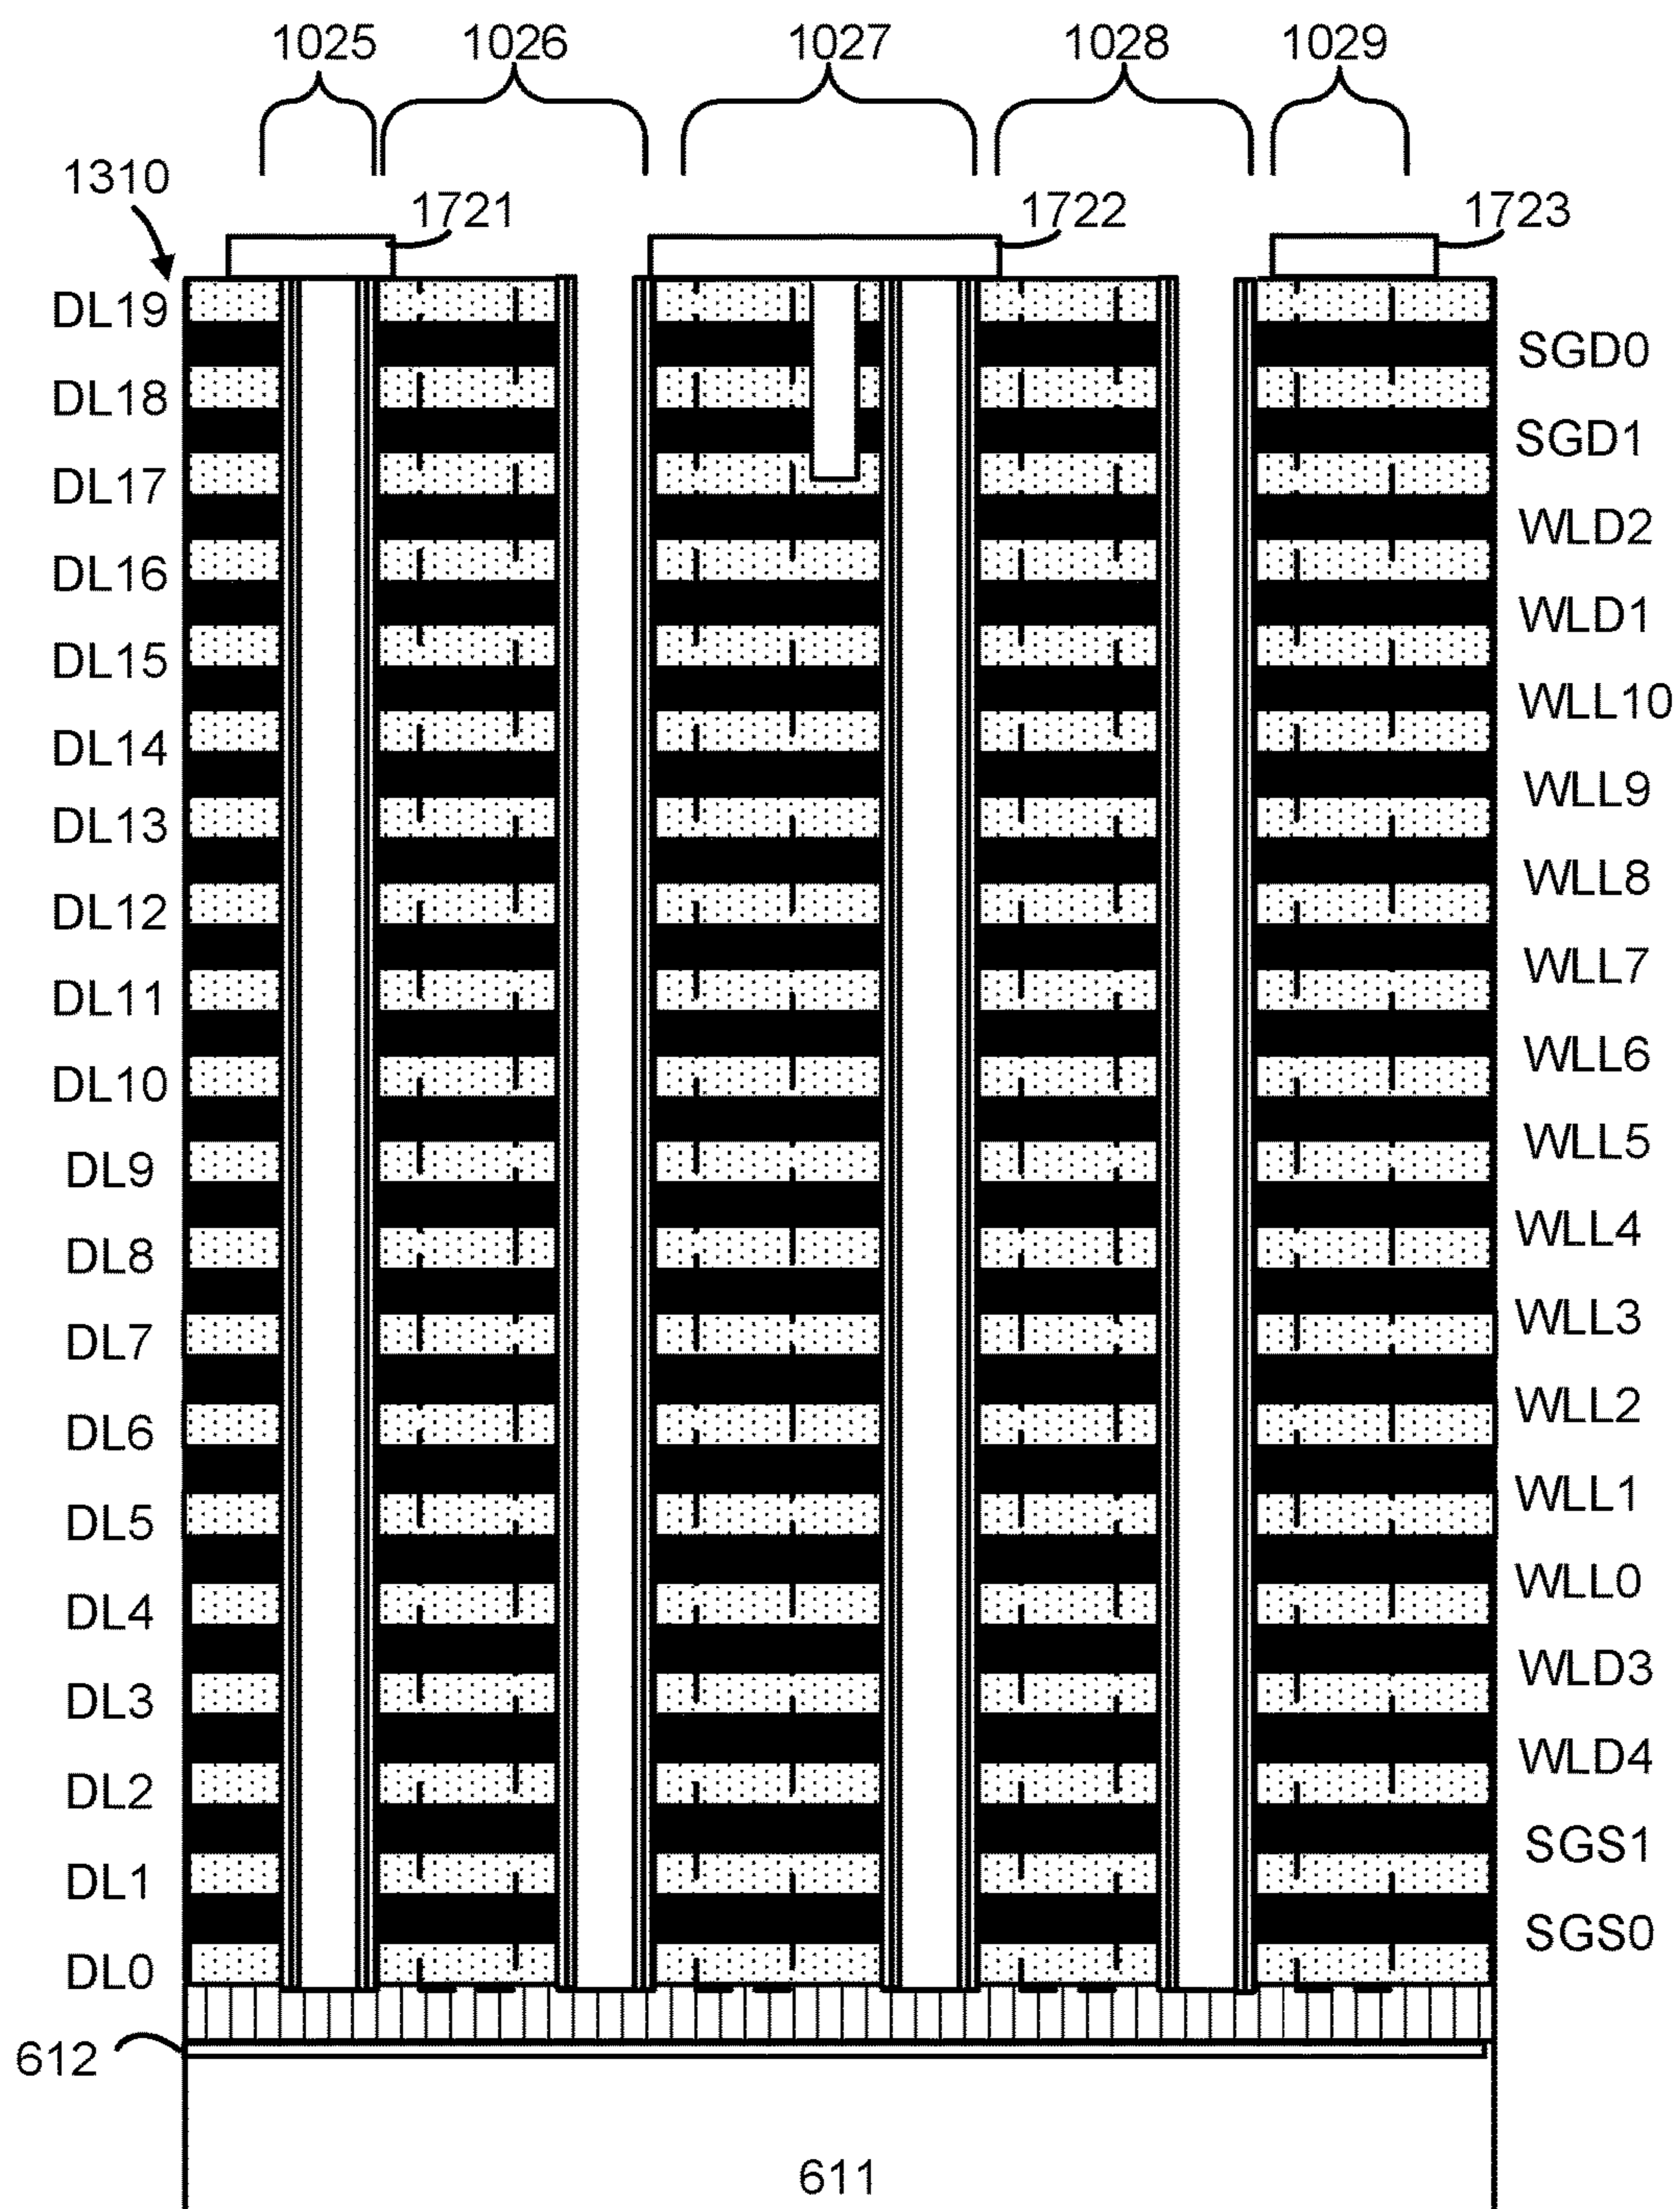 1025 1026 1027 1028 1029
1310 1721 1722 1723
DL19
SGD0
DL18
SGD1
DL17
WLD2
DL16
WLD1
DL15
WLL10
DL14
WLL9
DL13
WLL8
DL12
WLL7
DL11
WLL6
DL10
WLL5
DL9
WLL4
DL8
WLL3
DL7
WLL2
DL6
WLL1
DL5
WLL0
DL4
WLD3
DL3
WLD4
DL2
SGS1
DL1
SGS0
DL0
612
611